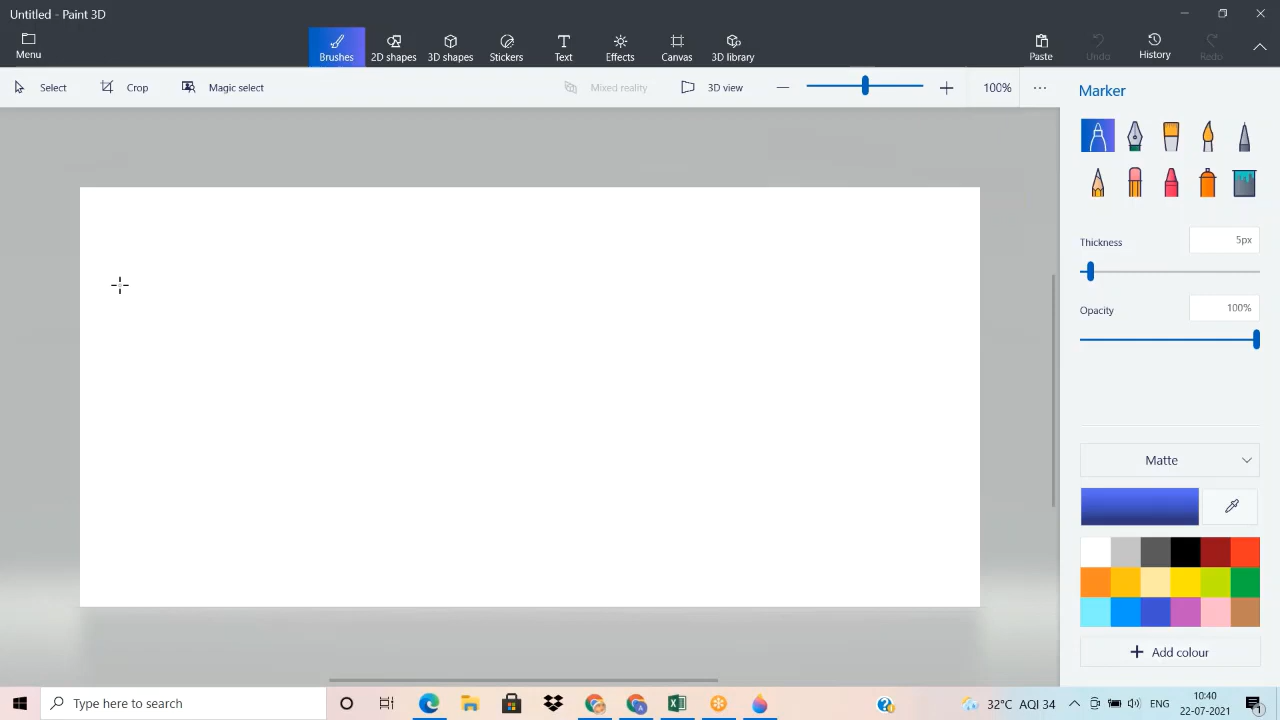 Untitled - Paint 3D
Menu
Brushes
2D shapes
3D shapes
Stickers
Text
Effects
Canvas
3D library
Paste
Undo
History
Redo
Select
Crop
Magic select
Mixed reality
3D view
100%
Marker
Thickness
5px
Opacity
100%
Matte
Add colour
Type here to search
32°C AQI 34
ENG
10:40
22-07-2021
1